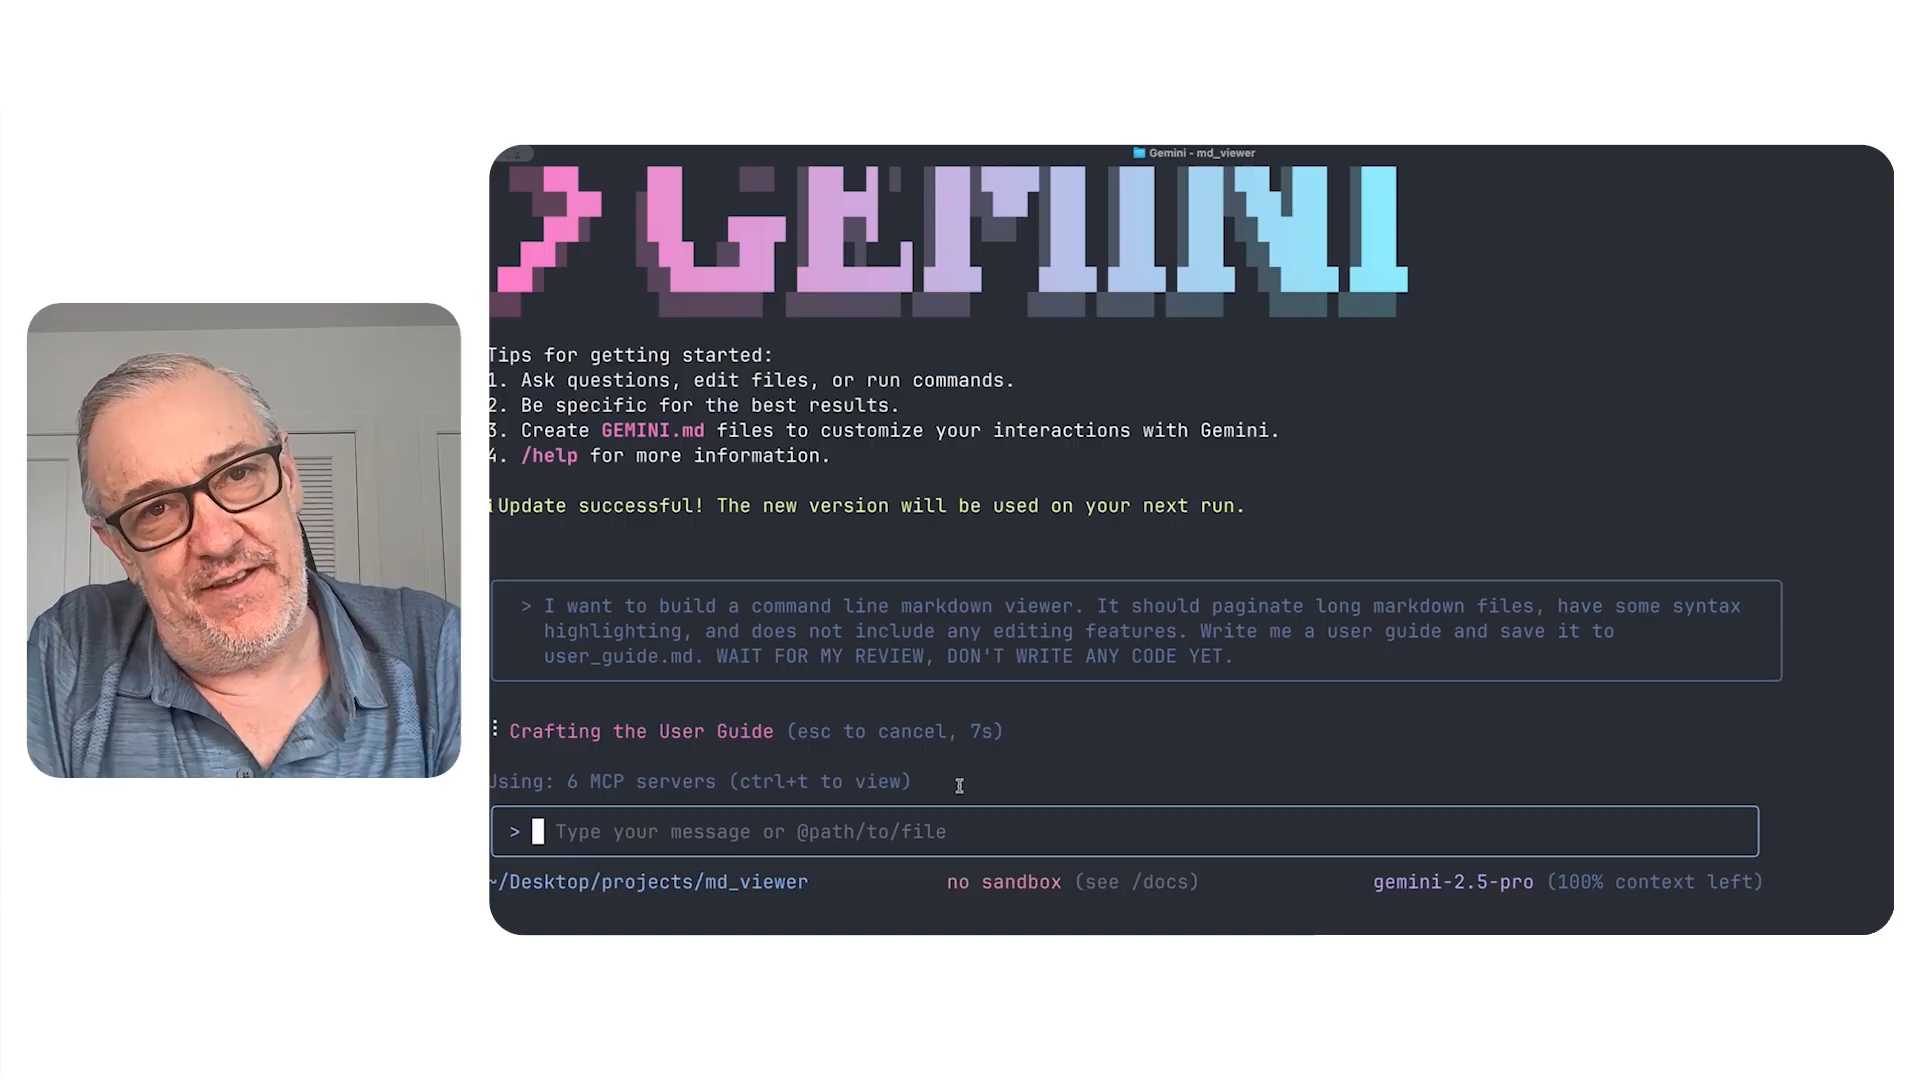 Gemini - md_viewer
> GEMINI
Tips for getting started:
1. Ask questions, edit files, or run commands.
2. Be specific for the best results.
3. Create GEMINI.md files to customize your interactions with Gemini.
4. /help for more information.
Update successful! The new version will be used on your next run.
> I want to build a command line markdown viewer. It should paginate long markdown files, have some syntax
highlighting, and does not include any editing features. Write me a user guide and save it to
user_guide.md. WAIT FOR MY REVIEW, DON'T WRITE ANY CODE YET.
Crafting the User Guide (esc to cancel, 7s)
Using: 6 MCP servers (ctrl+t to view)
> Type your message or @path/to/file
~/Desktop/projects/md_viewer no sandbox (see /docs) gemini-2.5-pro (100% context left)